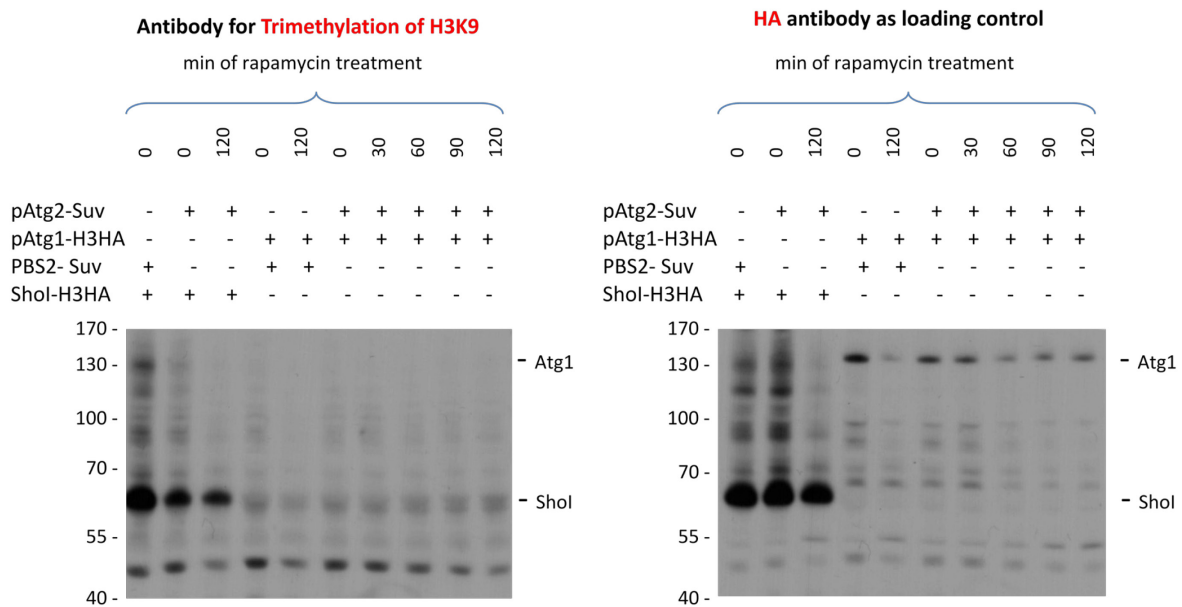 Antibody for Trimethylation of H3K9
min of rapamycin treatment
0 0 120 0 120 0 30 60 90 120
pAtg2-Suv - + + - - + + + + +
pAtg1-H3HA - - - + + + + + + +
PBS2- Suv + - - + + - - - - -
ShoI-H3HA + + + - - - - - - -
170 -
130 -
100 -
70 -
55 -
40 -
- Atg1
- ShoI
HA antibody as loading control
min of rapamycin treatment
0 0 120 0 120 0 30 60 90 120
pAtg2-Suv - + + - - + + + + +
pAtg1-H3HA - - - + + + + + + +
PBS2- Suv + - - + + - - - - -
ShoI-H3HA + + + - - - - - - -
170 -
130 -
100 -
70 -
55 -
40 -
- Atg1
- ShoI